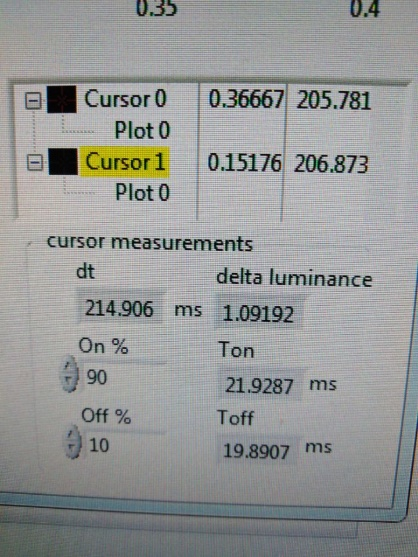 0.35 0.4
Cursor 0 0.36667 205.781
Plot 0
Cursor 1 0.15176 206.873
Plot 0
cursor measurements
dt delta luminance
214.906 ms 1.09192
On % Ton
90 21.9287 ms
Off % Toff
10 19.8907 ms